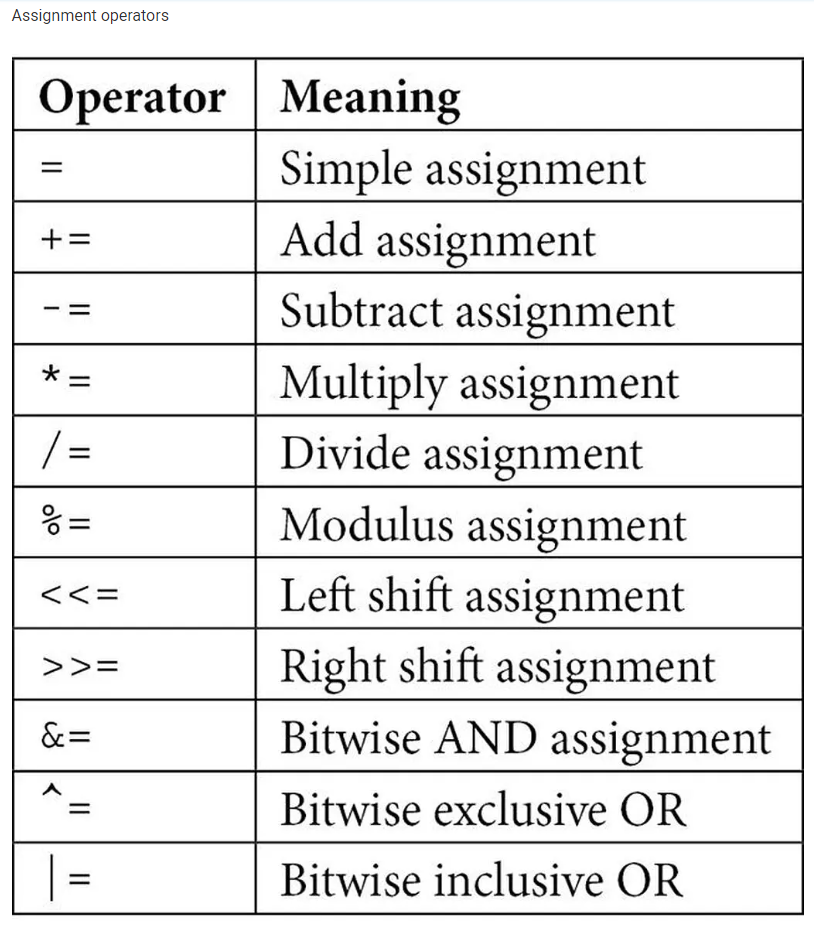 Assignment operators
Operator Meaning
= Simple assignment
+= Add assignment
-= Subtract assignment
*= Multiply assignment
/= Divide assignment
%= Modulus assignment
<<= Left shift assignment
>>= Right shift assignment
&= Bitwise AND assignment
^= Bitwise exclusive OR
|= Bitwise inclusive OR